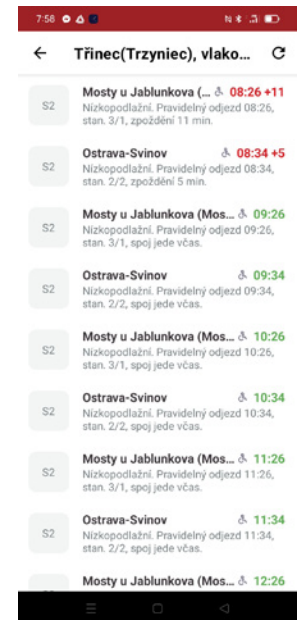 7:58
Třinec(Trzyniec), vlako...
S2
Mosty u Jablunkova (... 08:26 +11
Nízkopodlažní. Pravidelný odjezd 08:26,
stan. 3/1, zpoždění 11 min.
S2
Ostrava-Svinov 08:34 +5
Nízkopodlažní. Pravidelný odjezd 08:34,
stan. 2/2, zpoždění 5 min.
S2
Mosty u Jablunkova (Mos... 09:26
Nízkopodlažní. Pravidelný odjezd 09:26,
stan. 3/1, spoj jede včas.
S2
Ostrava-Svinov 09:34
Nízkopodlažní. Pravidelný odjezd 09:34,
stan. 2/2, spoj jede včas.
S2
Mosty u Jablunkova (Mos... 10:26
Nízkopodlažní. Pravidelný odjezd 10:26,
stan. 3/1, spoj jede včas.
S2
Ostrava-Svinov 10:34
Nízkopodlažní. Pravidelný odjezd 10:34,
stan. 2/2, spoj jede včas.
S2
Mosty u Jablunkova (Mos... 11:26
Nízkopodlažní. Pravidelný odjezd 11:26,
stan. 3/1, spoj jede včas.
S2
Ostrava-Svinov 11:34
Nízkopodlažní. Pravidelný odjezd 11:34,
stan. 2/2, spoj jede včas.
Mosty u Jablunkova (Mos... 12:26